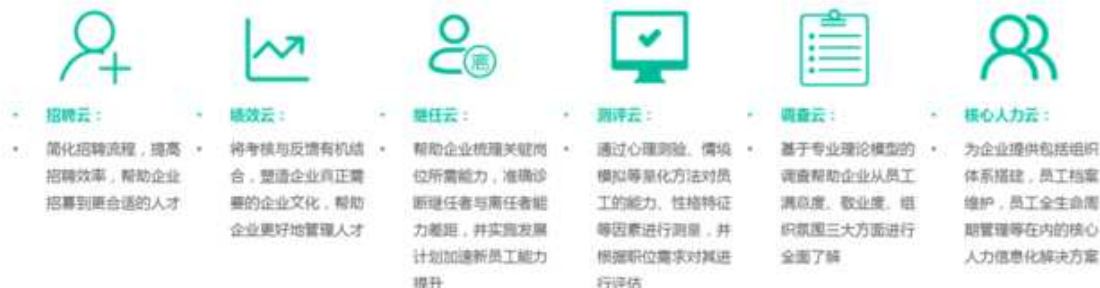 招聘云：
简化招聘流程，提高
招聘效率，帮助企业
招募到更合适的人才
绩效云：
将考核与反馈有机结
合，塑造企业真正需
要的企业文化，帮助
企业更好地管理人才
高
继任云：
帮助企业梳理关键岗
位所需能力，准确诊
断继任者与高任者能
力差距，并实施发展
计划加速新员工能力
提升
测评云：
通过心理测验、情境
模拟等量化方法对员
工的能力、性格特征
等因素进行测量，并
根据职位需求对其进
行评估
调查云：
基于专业理论模型的
调查帮助企业从员工
满意度、敬业度、组
织氛围三大方面进行
全面了解
核心人力云：
为企业提供包括组织
体系搭建，员工档案
维护，员工全生命周
期管理等在内的核心
人力信息化解决方案